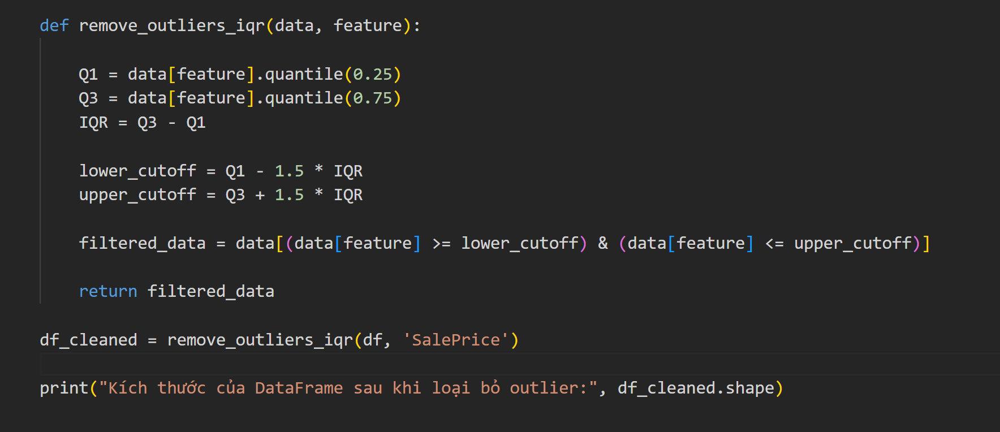 def remove_outliers_iqr(data, feature):
Q1 = data[feature].quantile(0.25)
Q3 = data[feature].quantile(0.75)
IQR = Q3 - Q1
lower_cutoff = Q1 - 1.5 * IQR
upper_cutoff = Q3 + 1.5 * IQR
filtered_data = data[(data[feature] >= lower_cutoff) & (data[feature] <= upper_cutoff)]
return filtered_data
df_cleaned = remove_outliers_iqr(df, 'SalePrice')
print("Kích thước của DataFrame sau khi loại bỏ outlier:", df_cleaned.shape)